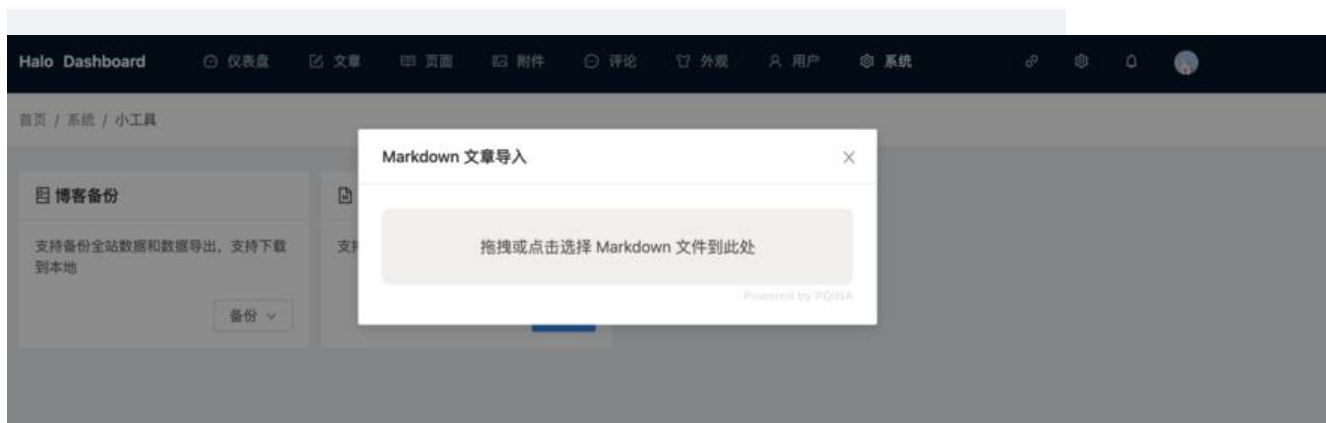 Halo Dashboard 仪表盘 文章 页面 附件 评论 外观 用户 系统
首页 / 系统 / 小工具
Markdown 文章导入
博客备份
支持备份全站数据和数据导出，支持下载
到本地
支持
拖拽或点击选择 Markdown 文件到此处
Powered by PQINA
备份